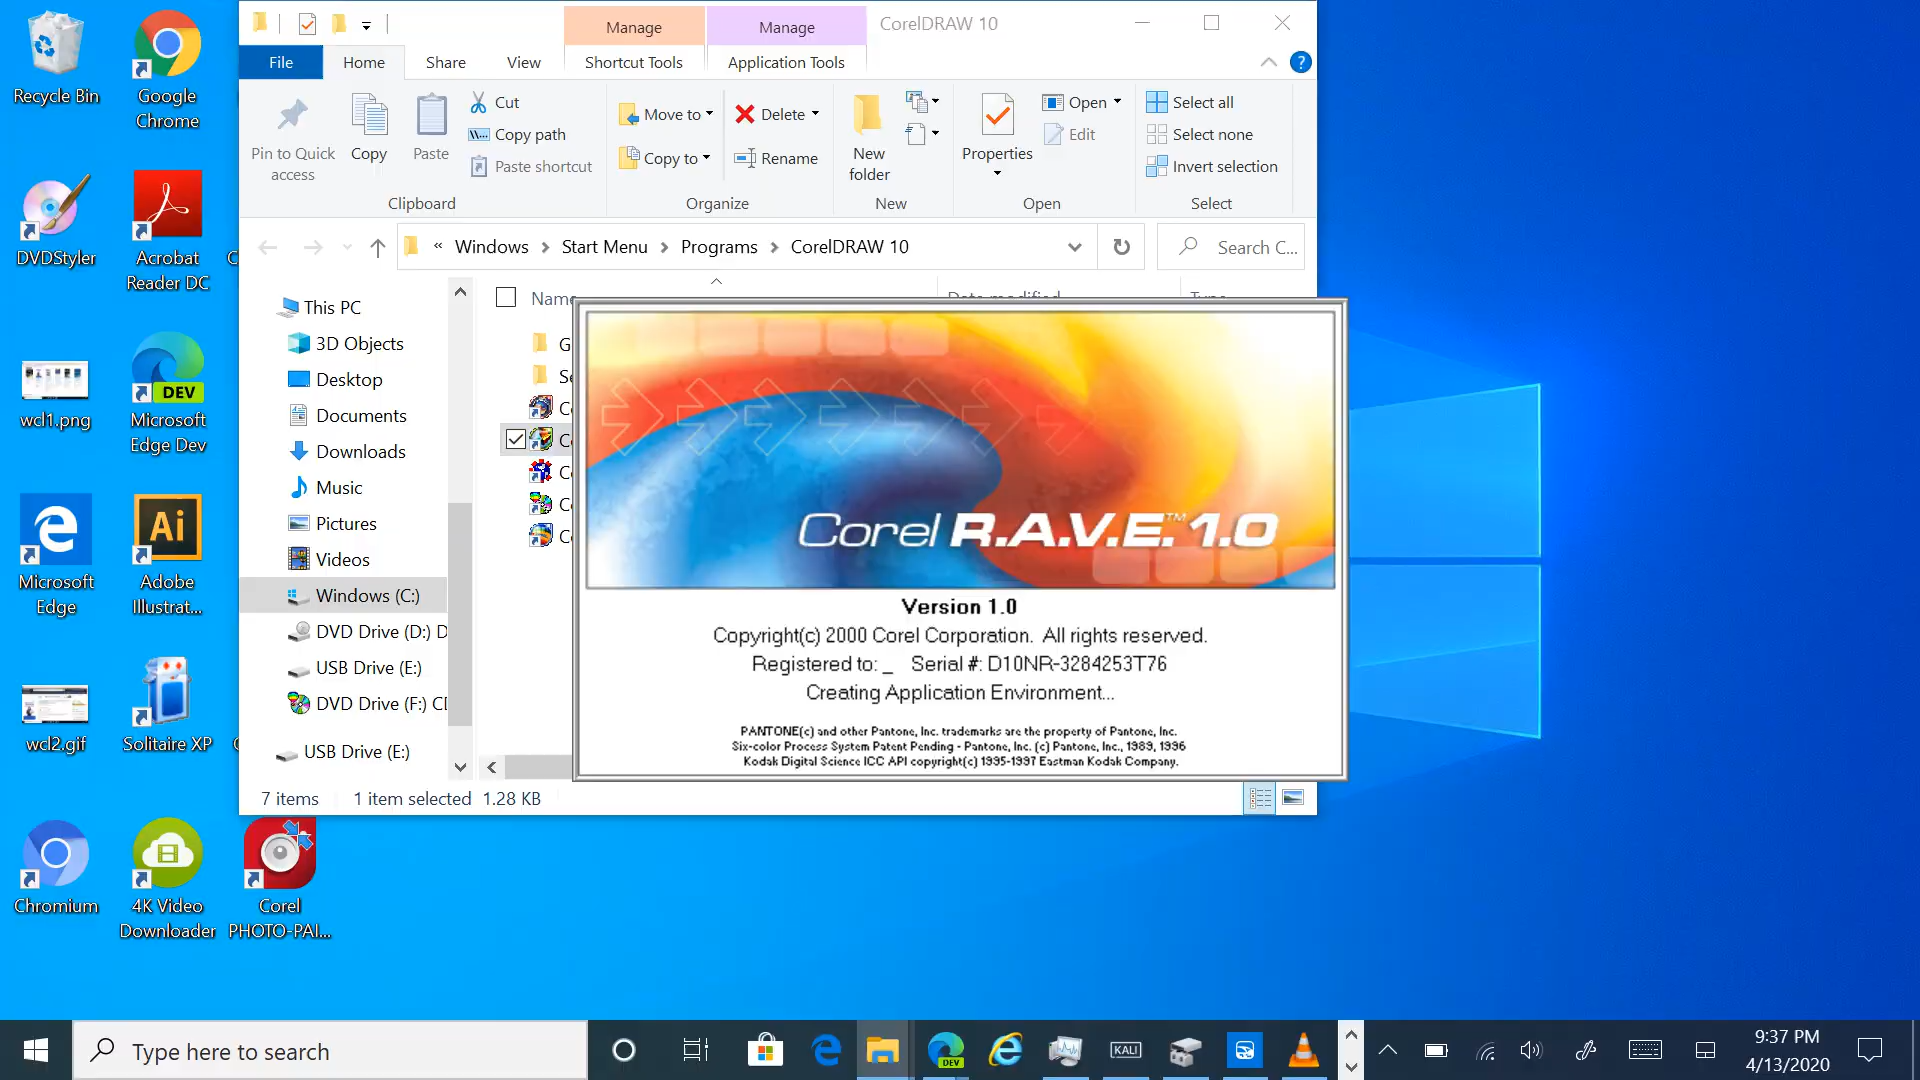 Recycle Bin
Google
Chrome
DVDStyler
Acrobat
Reader DC
wcl1.png
DEV
Microsoft
Edge Dev
Microsoft
Edge
Ai
Adobe
Illustrat...
wcl2.gif
Solitaire XP
Chromium
4K Video
Downloader
Corel
PHOTO-PAI...
Manage
Manage
CorelDRAW 10
File
Home
Share
View
Shortcut Tools
Application Tools
?
Pin to Quick
access
Copy
Paste
Cut
Copy path
Paste shortcut
Clipboard
Move to
Copy to
Delete
Rename
Organize
New
folder
New
Properties
Open
Edit
Open
Select all
Select none
Invert selection
Select
« Windows > Start Menu > Programs > CorelDRAW 10
Search C...
This PC
3D Objects
Desktop
Documents
Downloads
Music
Pictures
Videos
Windows (C:)
DVD Drive (D:) D
USB Drive (E:)
DVD Drive (F:) CD
USB Drive (E:)
Name
Date modified
Type
7 items
1 item selected 1.28 KB
Corel R.A.V.E.™ 1.0
Version 1.0
Copyright(c) 2000 Corel Corporation. All rights reserved.
Registered to: _ Serial #: D10NR-3284253T76
Creating Application Environment...
PANTONE(c) and other Pantone, Inc. trademarks are the property of Pantone, Inc.
Six-color Process System Patent Pending - Pantone, Inc. (c) Pantone, Inc., 1989, 1996
Kodak Digital Science ICC API copyright(c) 1995-1997 Eastman Kodak Company.
Type here to search
DEV
KALI
9:37 PM
4/13/2020